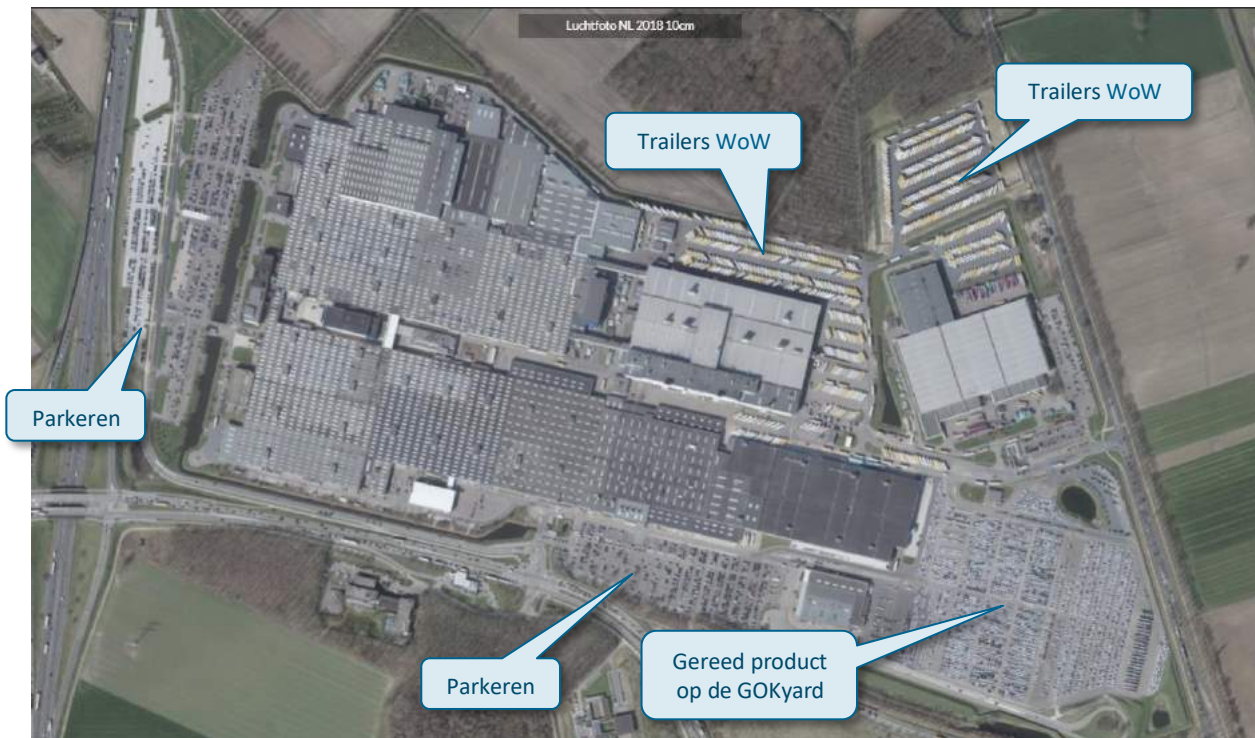 Luchtfoto NL 2018 10cm
Trailers WoW
Trailers WoW
Parkeren
Parkeren
Gereed product
op de GOKyard